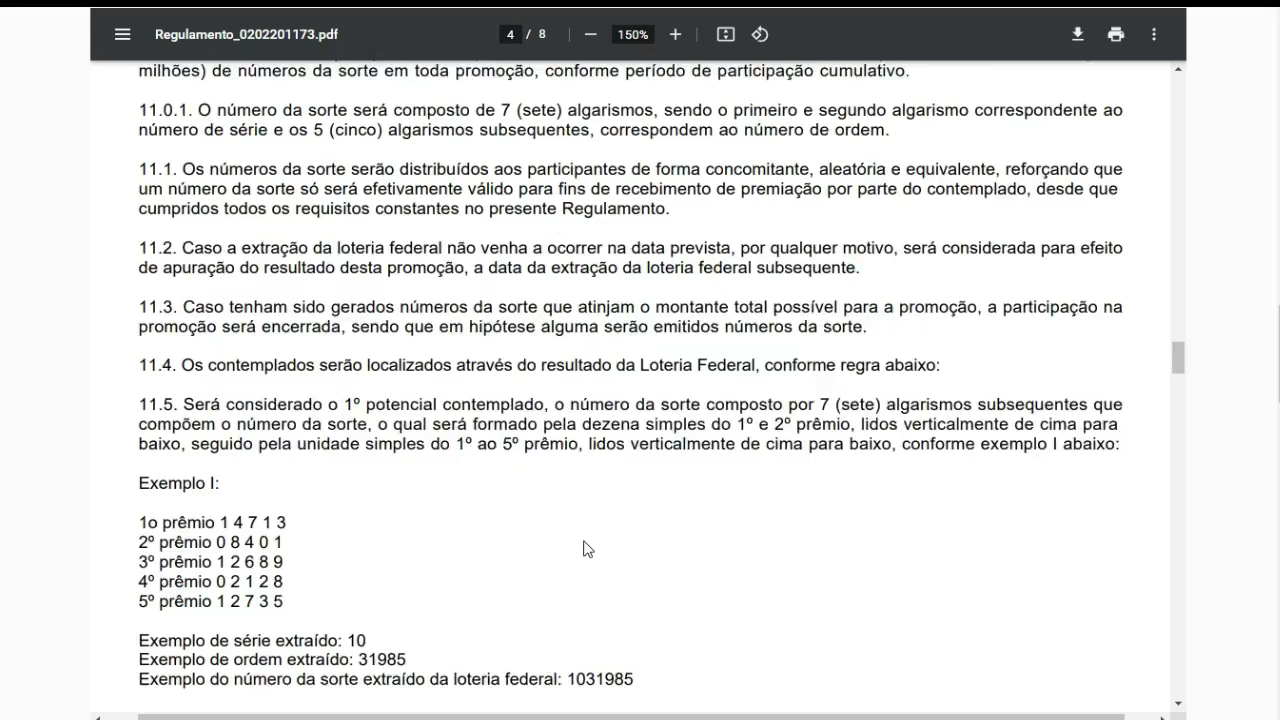 Regulamento_0202201173.pdf
4 / 8
150%
milhões) de números da sorte em toda promoção, conforme período de participação cumulativo.
11.0.1. O número da sorte será composto de 7 (sete) algarismos, sendo o primeiro e segundo algarismo correspondente ao
número de série e os 5 (cinco) algarismos subsequentes, correspondem ao número de ordem.
11.1. Os números da sorte serão distribuídos aos participantes de forma concomitante, aleatória e equivalente, reforçando que
um número da sorte só será efetivamente válido para fins de recebimento de premiação por parte do contemplado, desde que
cumpridos todos os requisitos constantes no presente Regulamento.
11.2. Caso a extração da loteria federal não venha a ocorrer na data prevista, por qualquer motivo, será considerada para efeito
de apuração do resultado desta promoção, a data da extração da loteria federal subsequente.
11.3. Caso tenham sido gerados números da sorte que atinjam o montante total possível para a promoção, a participação na
promoção será encerrada, sendo que em hipótese alguma serão emitidos números da sorte.
11.4. Os contemplados serão localizados através do resultado da Loteria Federal, conforme regra abaixo:
11.5. Será considerado o 1º potencial contemplado, o número da sorte composto por 7 (sete) algarismos subsequentes que
compõem o número da sorte, o qual será formado pela dezena simples do 1º e 2º prêmio, lidos verticalmente de cima para
baixo, seguido pela unidade simples do 1º ao 5º prêmio, lidos verticalmente de cima para baixo, conforme exemplo I abaixo:
Exemplo I:
1o prêmio 1 4 7 1 3
2º prêmio 0 8 4 0 1
3º prêmio 1 2 6 8 9
4º prêmio 0 2 1 2 8
5º prêmio 1 2 7 3 5
Exemplo de série extraído: 10
Exemplo de ordem extraído: 31985
Exemplo do número da sorte extraído da loteria federal: 1031985